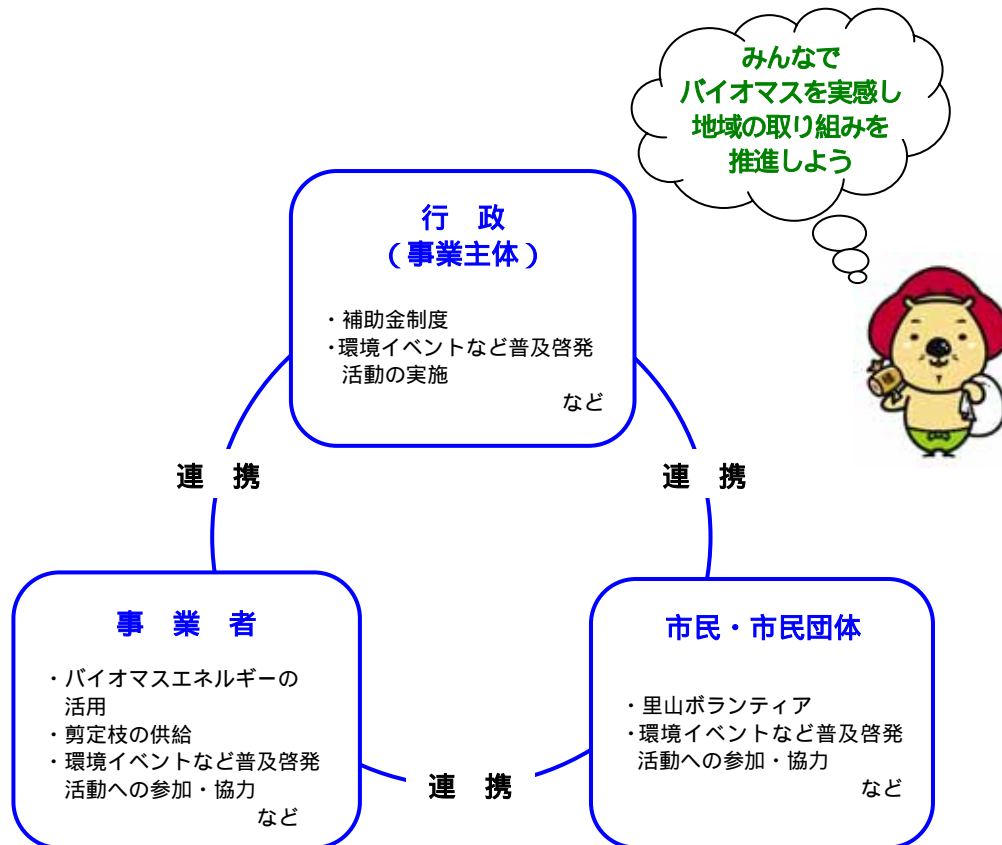 みんなで
バイオマスを実感し
地域の取り組みを
推進しよう
行　政
（事業主体）
・補助金制度
・環境イベントなど普及啓発
活動の実施
など
連　携
連　携
事　業　者
・バイオマスエネルギーの
活用
・剪定枝の供給
・環境イベントなど普及啓発
活動への参加・協力
など
市民・市民団体
・里山ボランティア
・環境イベントなど普及啓発
活動への参加・協力
など
連　携